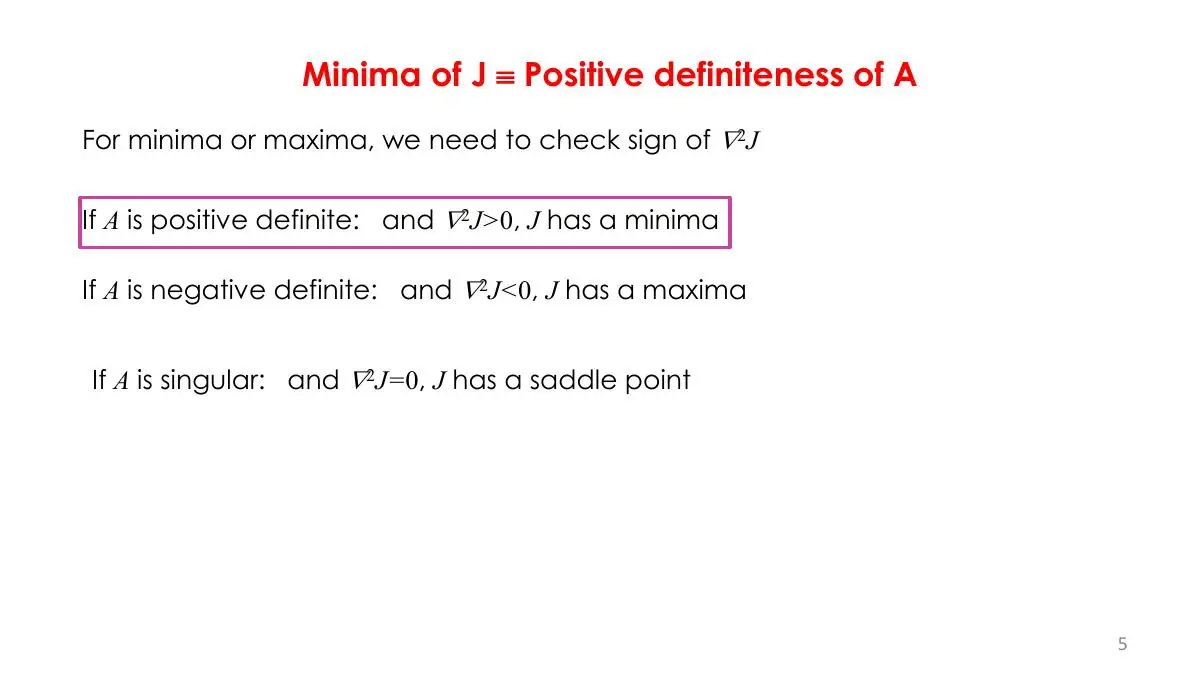 Minima of J ≡ Positive definiteness of A
For minima or maxima, we need to check sign of ∇²J
If A is positive definite: and ∇²J>0, J has a minima
If A is negative definite: and ∇²J<0, J has a maxima
If A is singular: and ∇²J=0, J has a saddle point
5